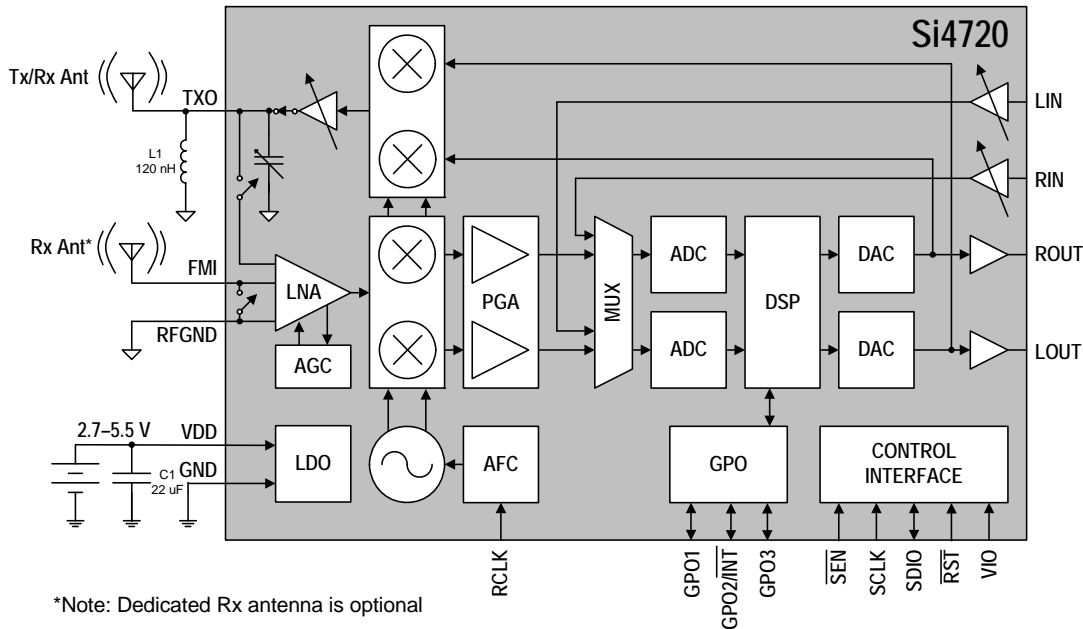 Si4720
Tx/Rx Ant
TXO
LIN
L1
120 nH
RIN
Rx Ant*
FMI
LNA
PGA
MUX
ADC
DSP
DAC
ROUT
RFGND
AGC
ADC
DAC
LOUT
2.7–5.5 V
VDD
C1
22 uF
GND
LDO
AFC
GPO
CONTROL
INTERFACE
RCLK
GPO1
GPO2/INT
GPO3
SEN
SCLK
SDIO
RST
VIO
*Note: Dedicated Rx antenna is optional